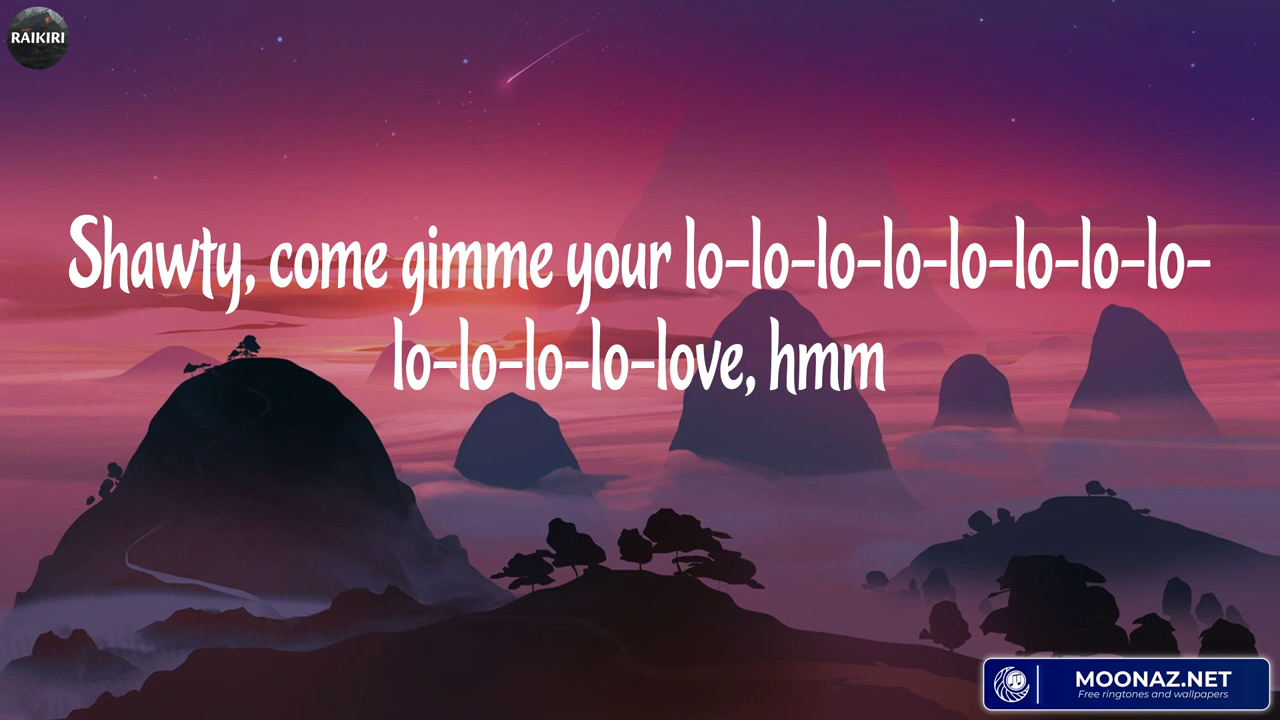 RAIKIRI
Shawty, come gimme your lo-lo-lo-lo-lo-lo-lo-lo-
lo-lo-lo-lo-love, hmm
MOONAZ.NET
Free ringtones and wallpapers